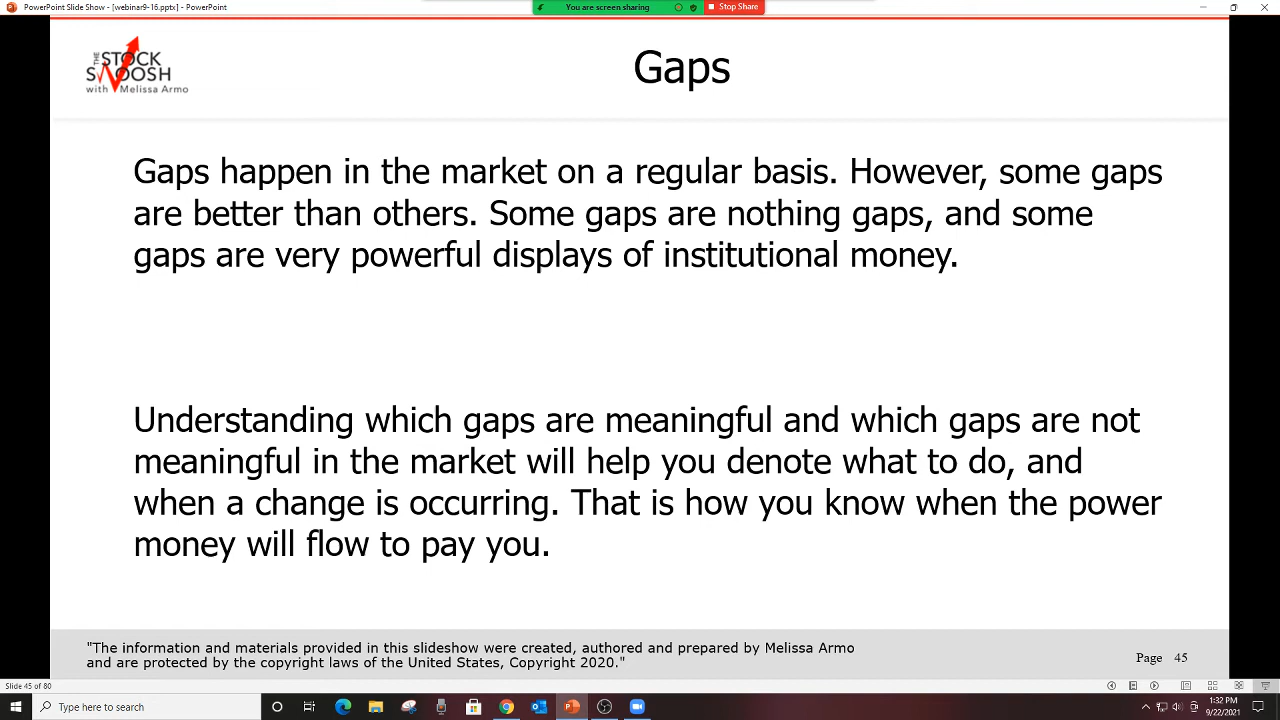 PowerPoint Slide Show - [webinar9-16.pptx] - PowerPoint
You are screen sharing
Stop Share
THE
STOCK
SWOOSH
with Melissa Armo
Gaps
Gaps happen in the market on a regular basis. However, some gaps
are better than others. Some gaps are nothing gaps, and some
gaps are very powerful displays of institutional money.
Understanding which gaps are meaningful and which gaps are not
meaningful in the market will help you denote what to do, and
when a change is occurring. That is how you know when the power
money will flow to pay you.
"The information and materials provided in this slideshow were created, authored and prepared by Melissa Armo
and are protected by the copyright laws of the United States, Copyright 2020."
Page 45
Slide 45 of 80
Type here to search
1:32 PM
9/22/2021